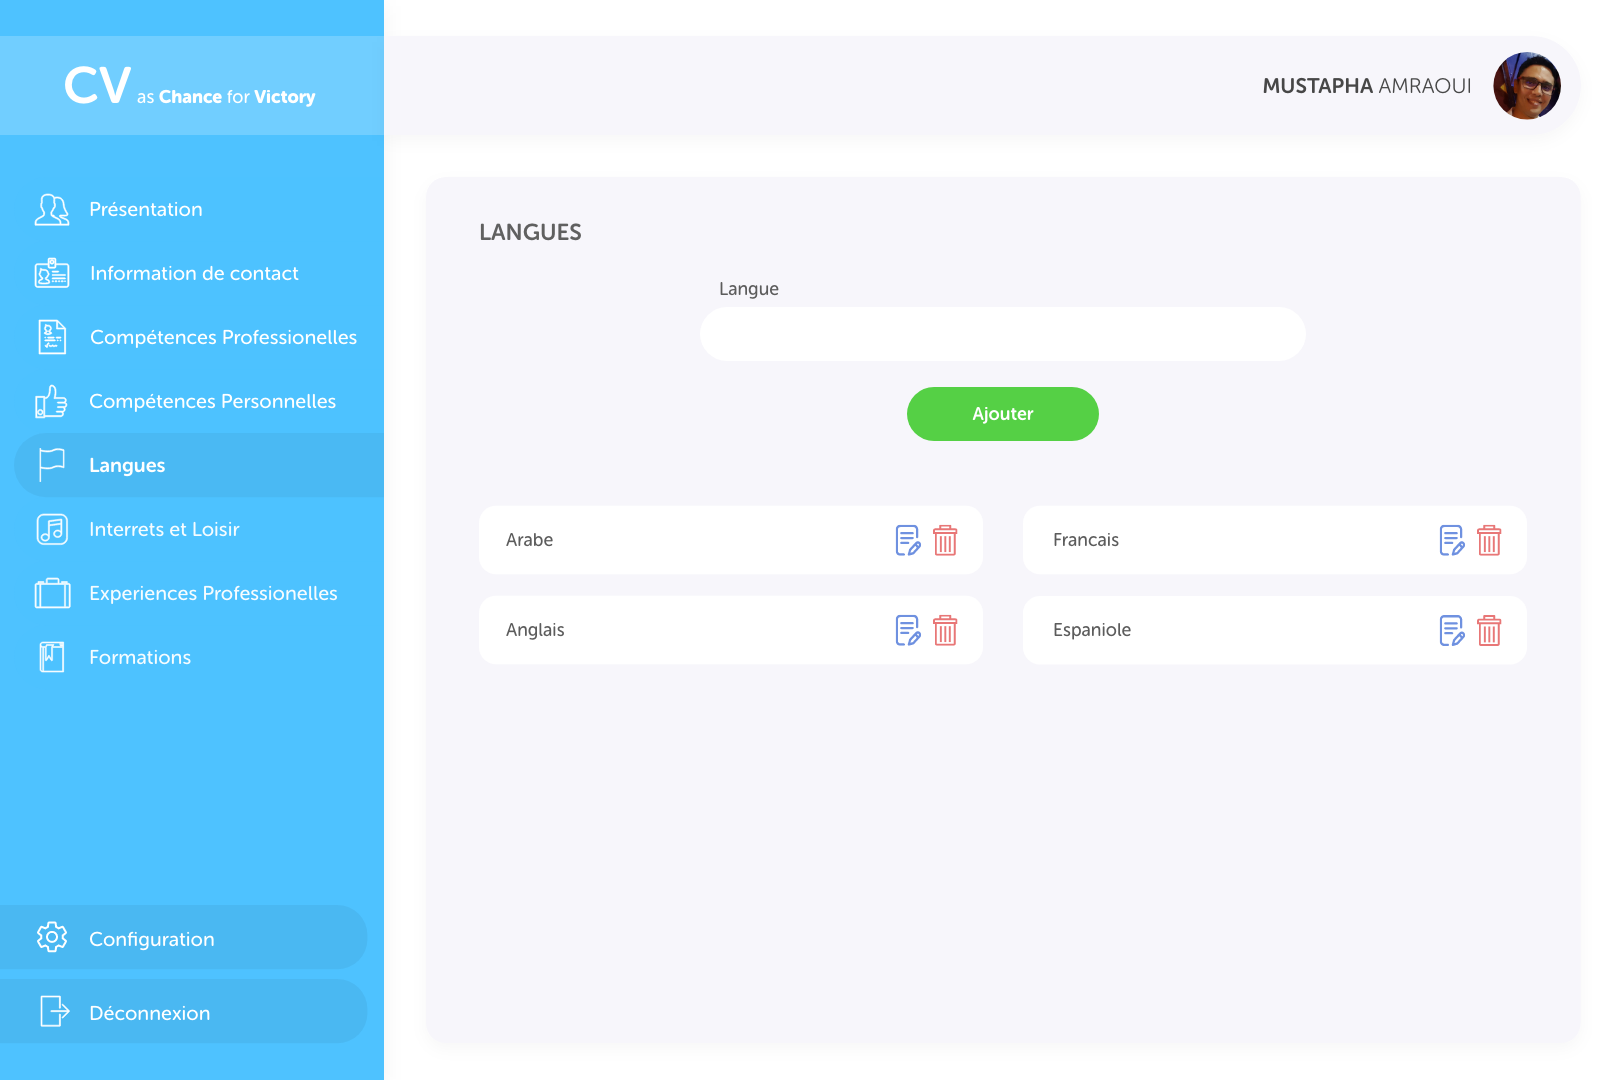 CV as Chance for Victory
MUSTAPHA AMRAOUI
Présentation
Information de contact
Compétences Professionelles
Compétences Personnelles
Langues
Interrets et Loisir
Experiences Professionelles
Formations
Configuration
Déconnexion
LANGUES
Langue
Ajouter
Arabe
Francais
Anglais
Espaniole